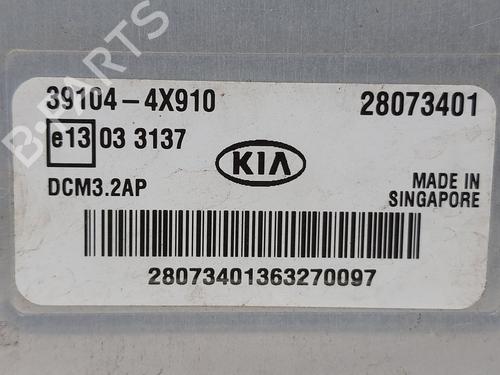 39104-4X910 28073401
e13 03 3137
KIA
DCM3.2AP
MADE IN
SINGAPORE
28073401363270097
B-PARTS